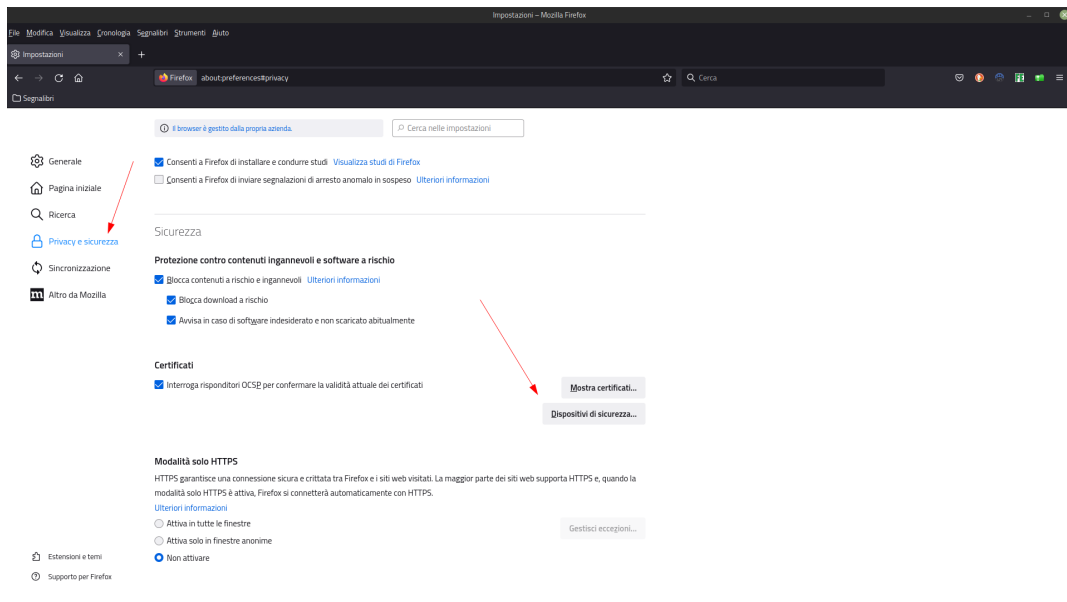 Impostazioni – Mozilla Firefox
File Modifica Visualizza Cronologia Segnalibri Strumenti Aiuto
Impostazioni
Firefox about:preferences#privacy Cerca
Segnalibri
Il browser è gestito dalla propria azienda. Cerca nelle impostazioni
Generale
Pagina iniziale
Ricerca
Privacy e sicurezza
Sincronizzazione
Altro da Mozilla
Estensioni e temi
Supporto per Firefox
Consenti a Firefox di installare e condurre studi Visualizza studi di Firefox
Consenti a Firefox di inviare segnalazioni di arresto anomalo in sospeso Ulteriori informazioni
Sicurezza
Protezione contro contenuti ingannevoli e software a rischio
Blocca contenuti a rischio e ingannevoli Ulteriori informazioni
Blocca download a rischio
Avvisa in caso di software indesiderato e non scaricato abitualmente
Certificati
Interroga risponditori OCSP per confermare la validità attuale dei certificati
Mostra certificati...
Dispositivi di sicurezza...
Modalità solo HTTPS
HTTPS garantisce una connessione sicura e crittata tra Firefox e i siti web visitati. La maggior parte dei siti web supporta HTTPS e, quando la
modalità solo HTTPS è attiva, Firefox si connetterà automaticamente con HTTPS.
Ulteriori informazioni
Attiva in tutte le finestre
Gestisci eccezioni...
Attiva solo in finestre anonime
Non attivare